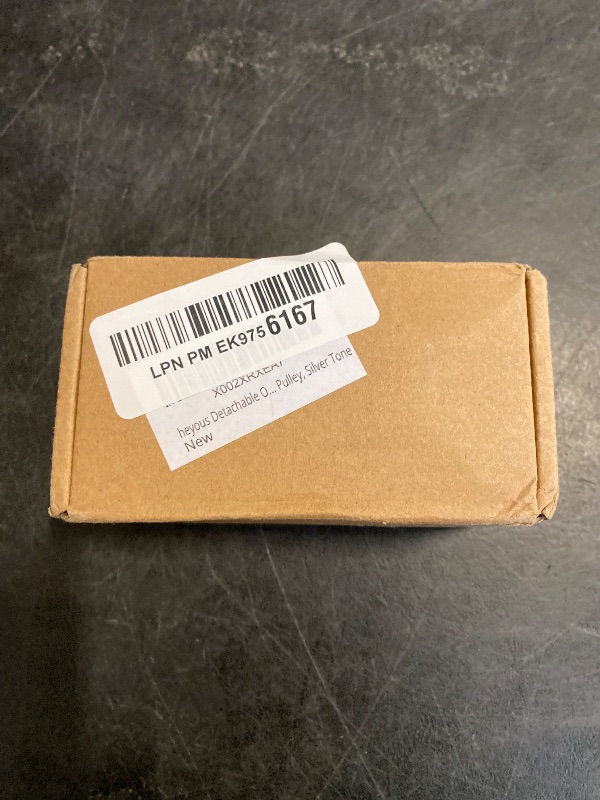 LPN PM EK9756167
heyous Detachable O... Pulley, Silver Tone
New